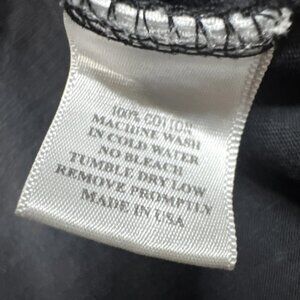 100% COTTON
MACHINE WASH
IN COLD WATER
NO BLEACH
TUMBLE DRY LOW
REMOVE PROMPTLY
MADE IN USA